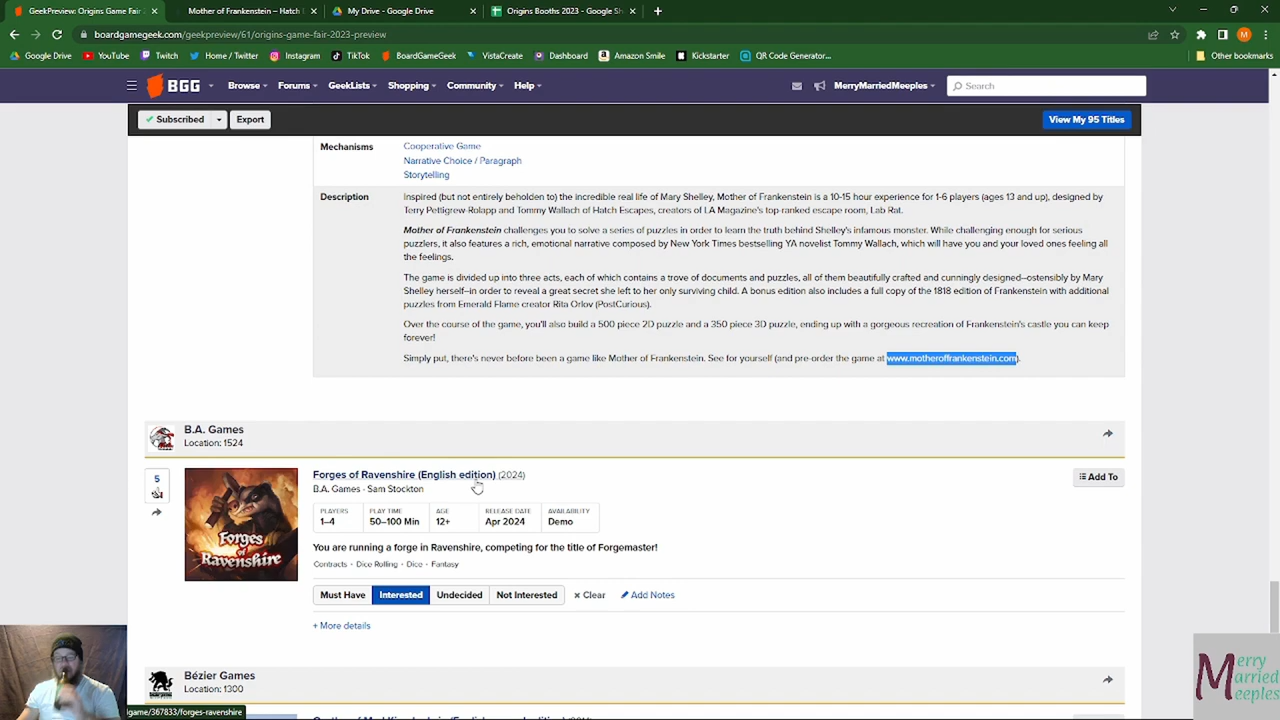 GeekPreview: Origins Game Fair
Mother of Frankenstein – Hatch
My Drive - Google Drive
Origins Booths 2023 - Google Sh
boardgamegeek.com/geekpreview/61/origins-game-fair-2023-preview
Google Drive YouTube Twitch Home / Twitter Instagram TikTok BoardGameGeek VistaCreate Dashboard Amazon Smile Kickstarter QR Code Generator... Other bookmarks
BGG Browse Forums GeekLists Shopping Community Help MerryMarriedMeeples Search
Subscribed Export View My 95 Titles
Mechanisms Cooperative Game
Narrative Choice / Paragraph
Storytelling
Description Inspired (but not entirely beholden to) the incredible real life of Mary Shelley, Mother of Frankenstein is a 10-15 hour experience for 1-6 players (ages 13 and up), designed by
Terry Pettigrew-Rolapp and Tommy Wallach of Hatch Escapes, creators of LA Magazine's top-ranked escape room, Lab Rat.
Mother of Frankenstein challenges you to solve a series of puzzles in order to learn the truth behind Shelley's infamous monster. While challenging enough for serious
puzzlers, it also features a rich, emotional narrative composed by New York Times bestselling YA novelist Tommy Wallach, which will have you and your loved ones feeling all
the feelings.
The game is divided up into three acts, each of which contains a trove of documents and puzzles, all of them beautifully crafted and cunningly designed–ostensibly by Mary
Shelley herself–in order to reveal a great secret she left to her only surviving child. A bonus edition also includes a full copy of the 1818 edition of Frankenstein with additional
puzzles from Emerald Flame creator Rita Orlov (PostCurious).
Over the course of the game, you'll also build a 500 piece 2D puzzle and a 350 piece 3D puzzle, ending up with a gorgeous recreation of Frankenstein's castle you can keep
forever!
Simply put, there's never before been a game like Mother of Frankenstein. See for yourself (and pre-order the game at www.motheroffrankenstein.com).
B.A. Games
Location: 1524
5
Forges of Ravenshire (English edition) (2024)
Add To
B.A. Games · Sam Stockton
PLAYERS PLAY TIME AGE RELEASE DATE AVAILABILITY
1–4 50–100 Min 12+ Apr 2024 Demo
Forges
of
Ravenshire
You are running a forge in Ravenshire, competing for the title of Forgemaster!
Contracts · Dice Rolling · Dice · Fantasy
Must Have Interested Undecided Not Interested × Clear Add Notes
+ More details
Bézier Games
Location: 1300
lgame/367833/forges-ravenshire
Merry
Married
Meeples